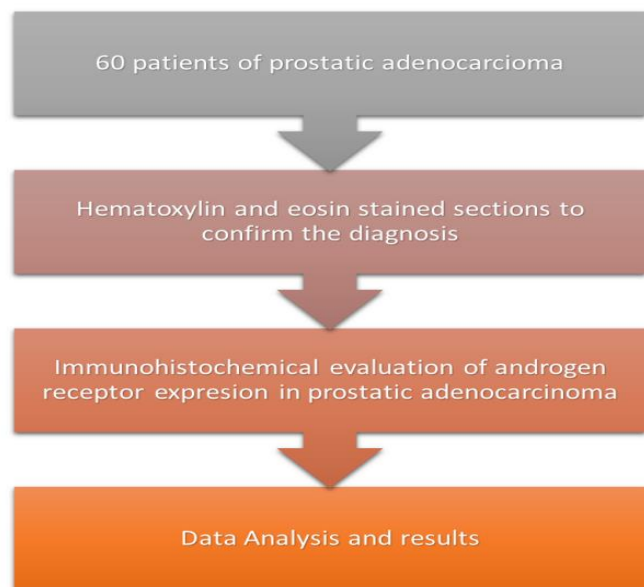 60 patients of prostatic adenocarcioma
Hematoxylin and eosin stained sections to
confirm the diagnosis
Immunohistochemical evaluation of androgen
receptor expresion in prostatic adenocarcinoma
Data Analysis and results